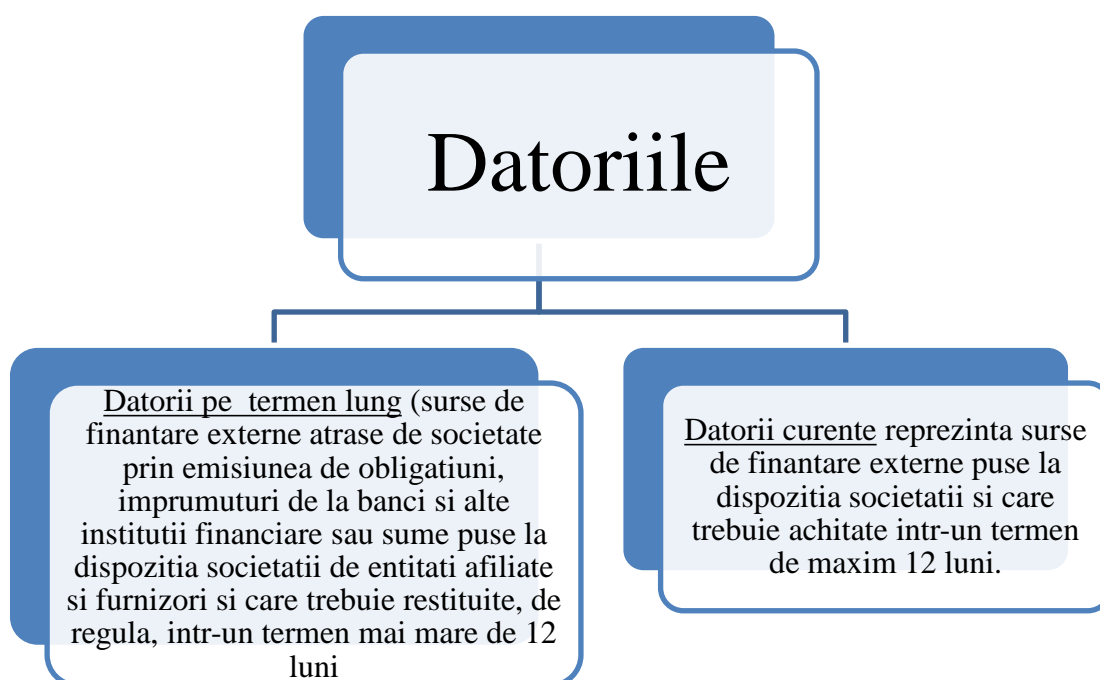 Datoriile
Datorii pe  termen lung (surse de
finantare externe atrase de societate
prin emisiunea de obligatiuni,
imprumuturi de la banci si alte
institutii financiare sau sume puse la
dispozitia societatii de entitati afiliate
si furnizori si care trebuie restituite, de
regula, intr-un termen mai mare de 12
luni
Datorii curente reprezinta surse
de finantare externe puse la
dispozitia societatii si care
trebuie achitate intr-un termen
de maxim 12 luni.